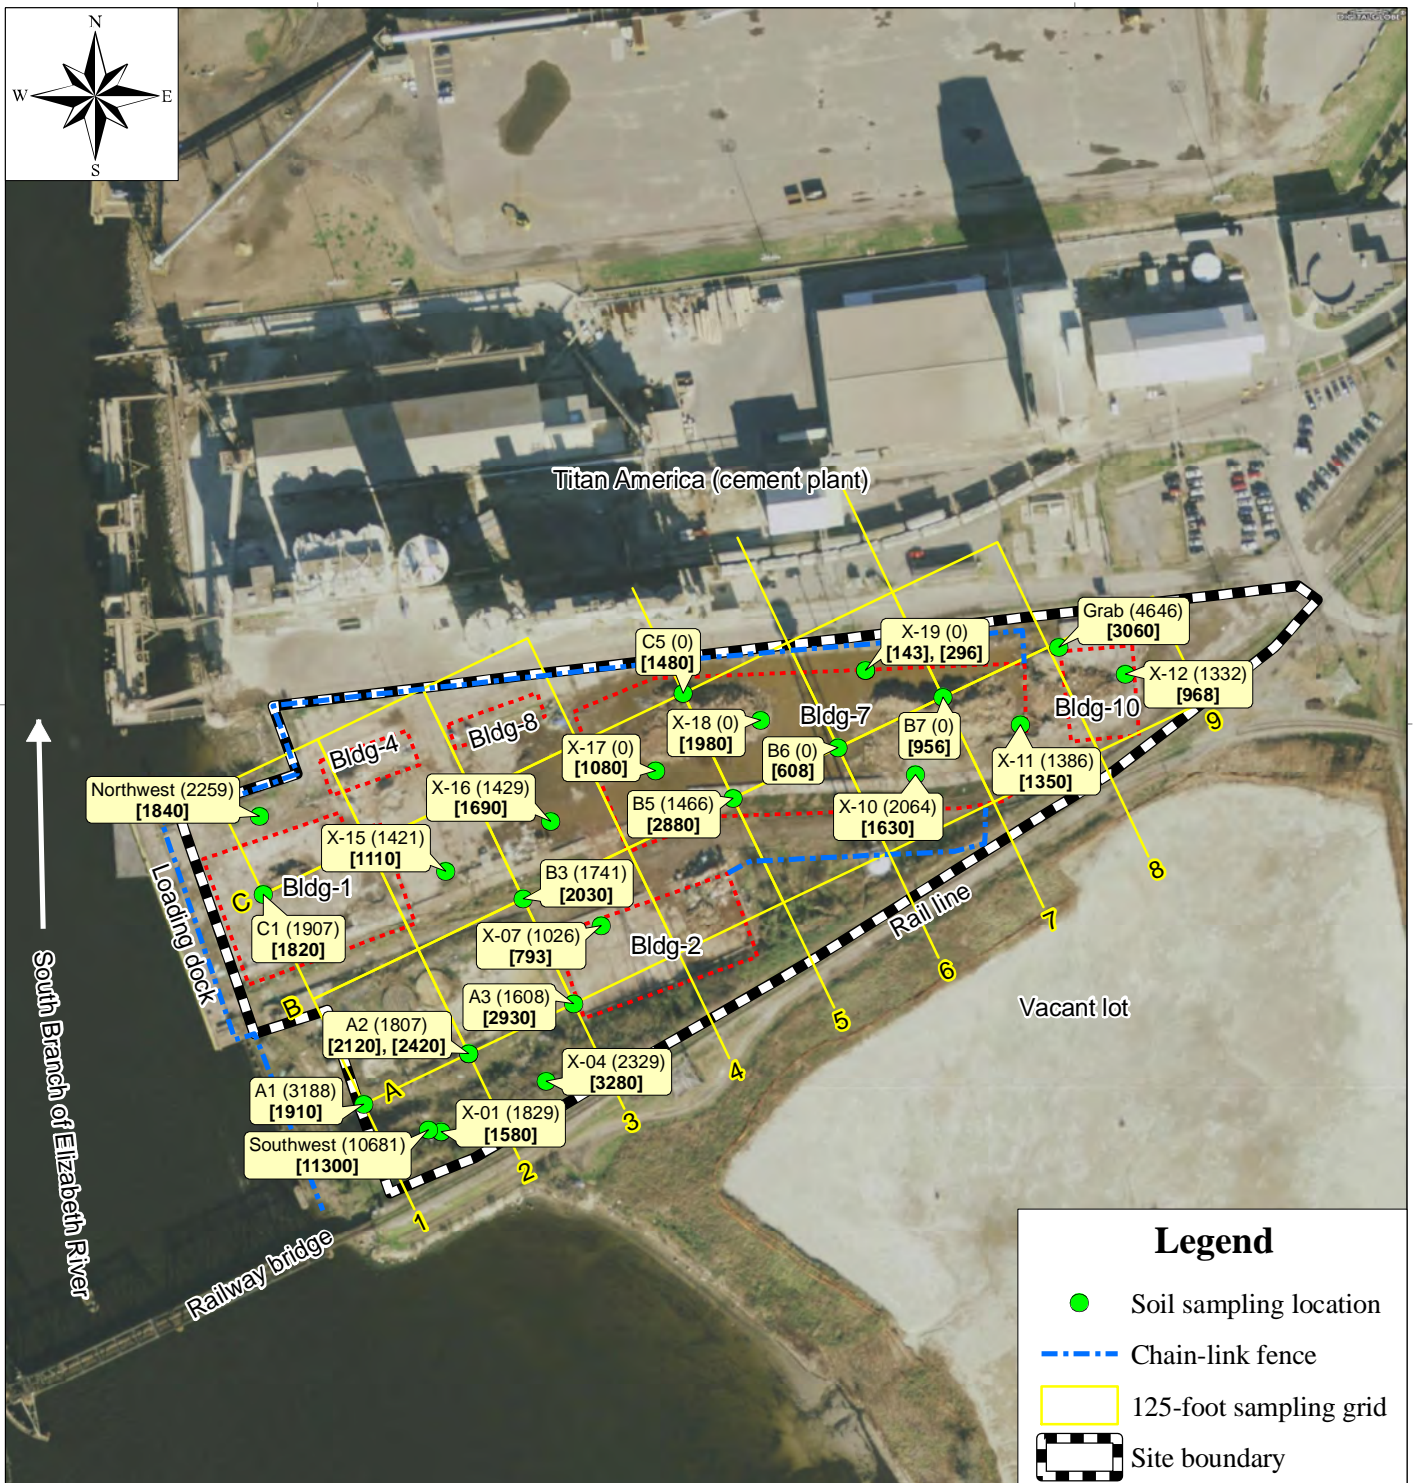 DIGITAL GLOBE
N
W
E
S
Titan America (cement plant)
C5 (0)
[1480]
X-19 (0)
[143], [296]
Grab (4646)
[3060]
X-12 (1332)
[968]
Bldg-8
Bldg-4
X-18 (0)
[1980]
Bldg-7
B7 (0)
[956]
Bldg-10
9
X-17 (0)
[1080]
B6 (0)
[608]
X-11 (1386)
[1350]
Northwest (2259)
[1840]
X-16 (1429)
[1690]
B5 (1466)
[2880]
X-10 (2064)
[1630]
X-15 (1421)
[1110]
8
B3 (1741)
[2030]
C
Bldg-1
C1 (1907)
[1820]
X-07 (1026)
[793]
Bldg-2
Rail line
7
Loading dock
6
B
A3 (1608)
[2930]
5
Vacant lot
A2 (1807)
[2120], [2420]
X-04 (2329)
[3280]
4
A1 (3188)
[1910]
A
X-01 (1829)
[1580]
3
Southwest (10681)
[11300]
2
1
South Branch of Elizabeth River
Railway bridge
Legend
Soil sampling location
Chain-link fence
125-foot sampling grid
Site boundary